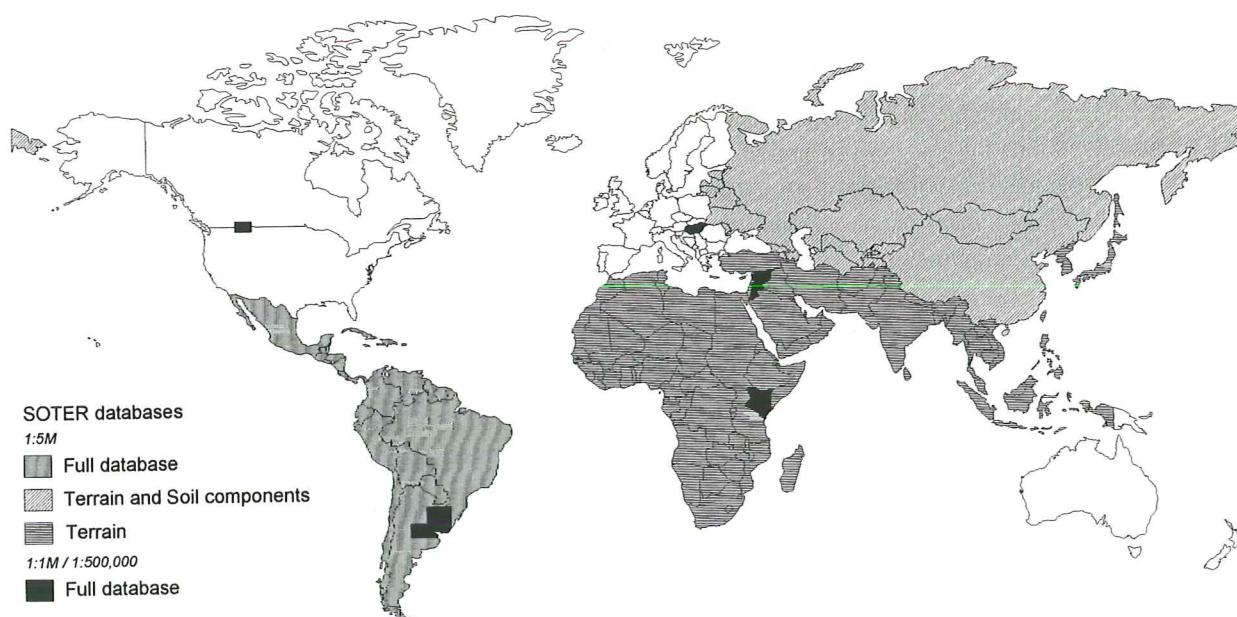 SOTER databases
1:5M
Full database
Terrain and Soil components
Terrain
1:1M / 1:500,000
Full database